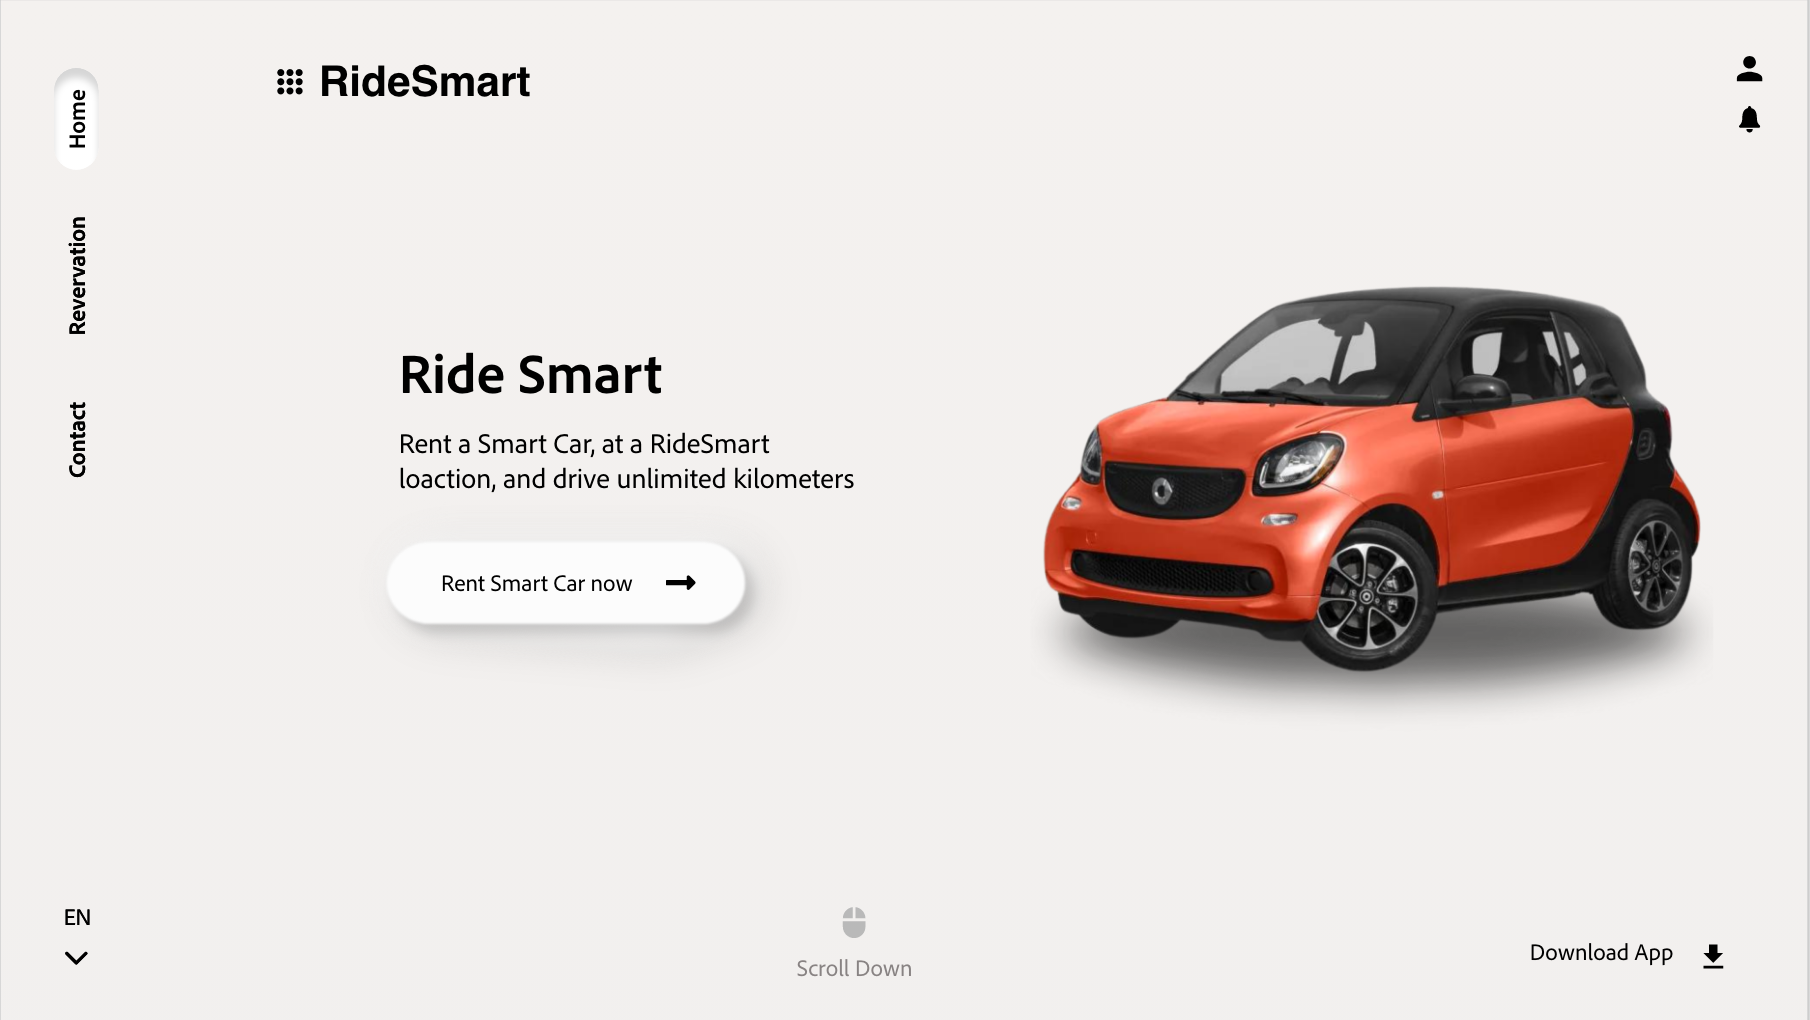 RideSmart
Home
Revervation
Contact
Ride Smart
Rent a Smart Car, at a RideSmart
loaction, and drive unlimited kilometers
Rent Smart Car now
EN
Scroll Down
Download App